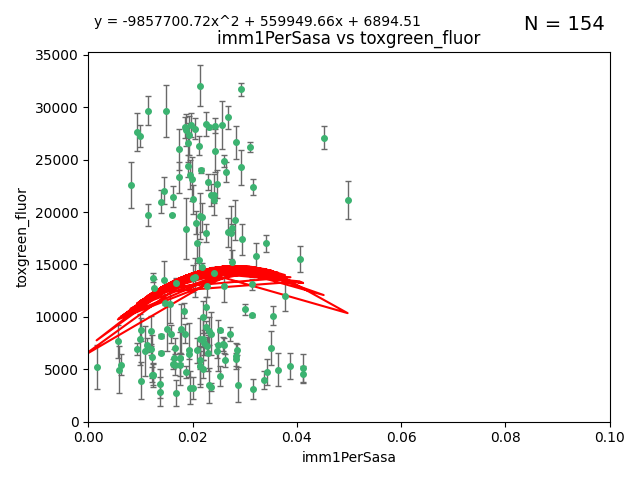 y = -9857700.72x^2 + 559949.66x + 6894.51
N = 154
imm1PerSasa vs toxgreen_fluor
35000
30000
25000
20000
15000
10000
5000
0
toxgreen_fluor
0.00 0.02 0.04 0.06 0.08 0.10
imm1PerSasa